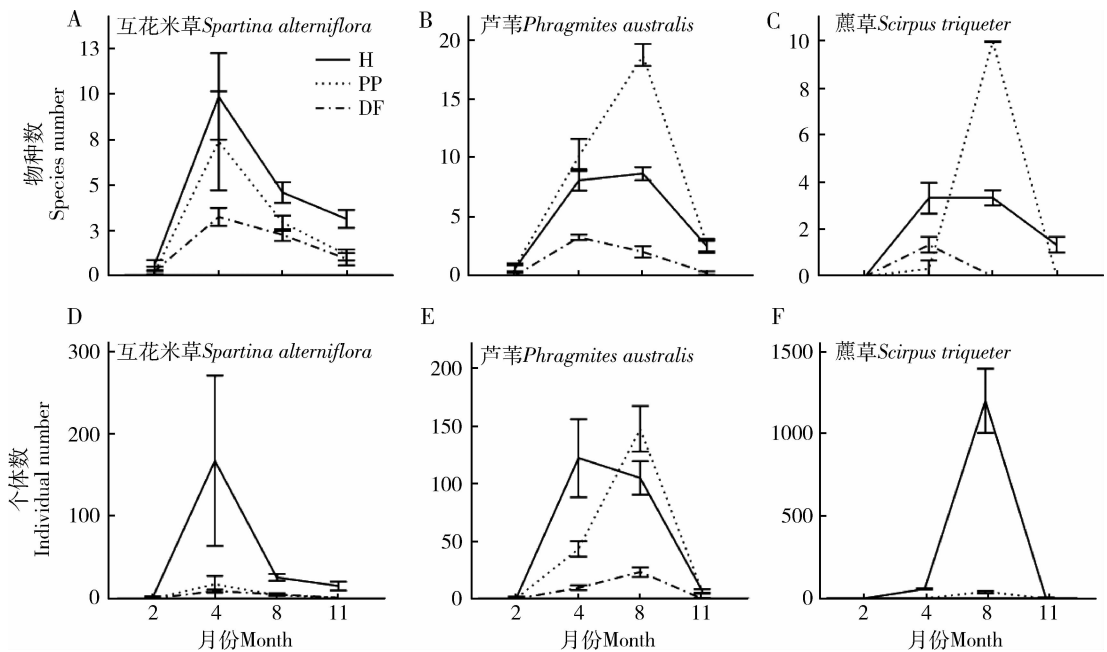 A 互花米草Spartina alterniflora
H
PP
DF
13
10
8
5
3
0
物种数
Species number
B 芦苇Phragmites australis
20
15
10
5
0
C 藨草Scirpus triqueter
10
8
6
4
2
0
D 互花米草Spartina alterniflora
300
200
100
0
个体数
Individual number
2 4 8 11
月份Month
E 芦苇Phragmites australis
200
150
100
50
0
2 4 8 11
月份Month
F 藨草Scirpus triqueter
1500
1000
500
0
2 4 8 11
月份Month